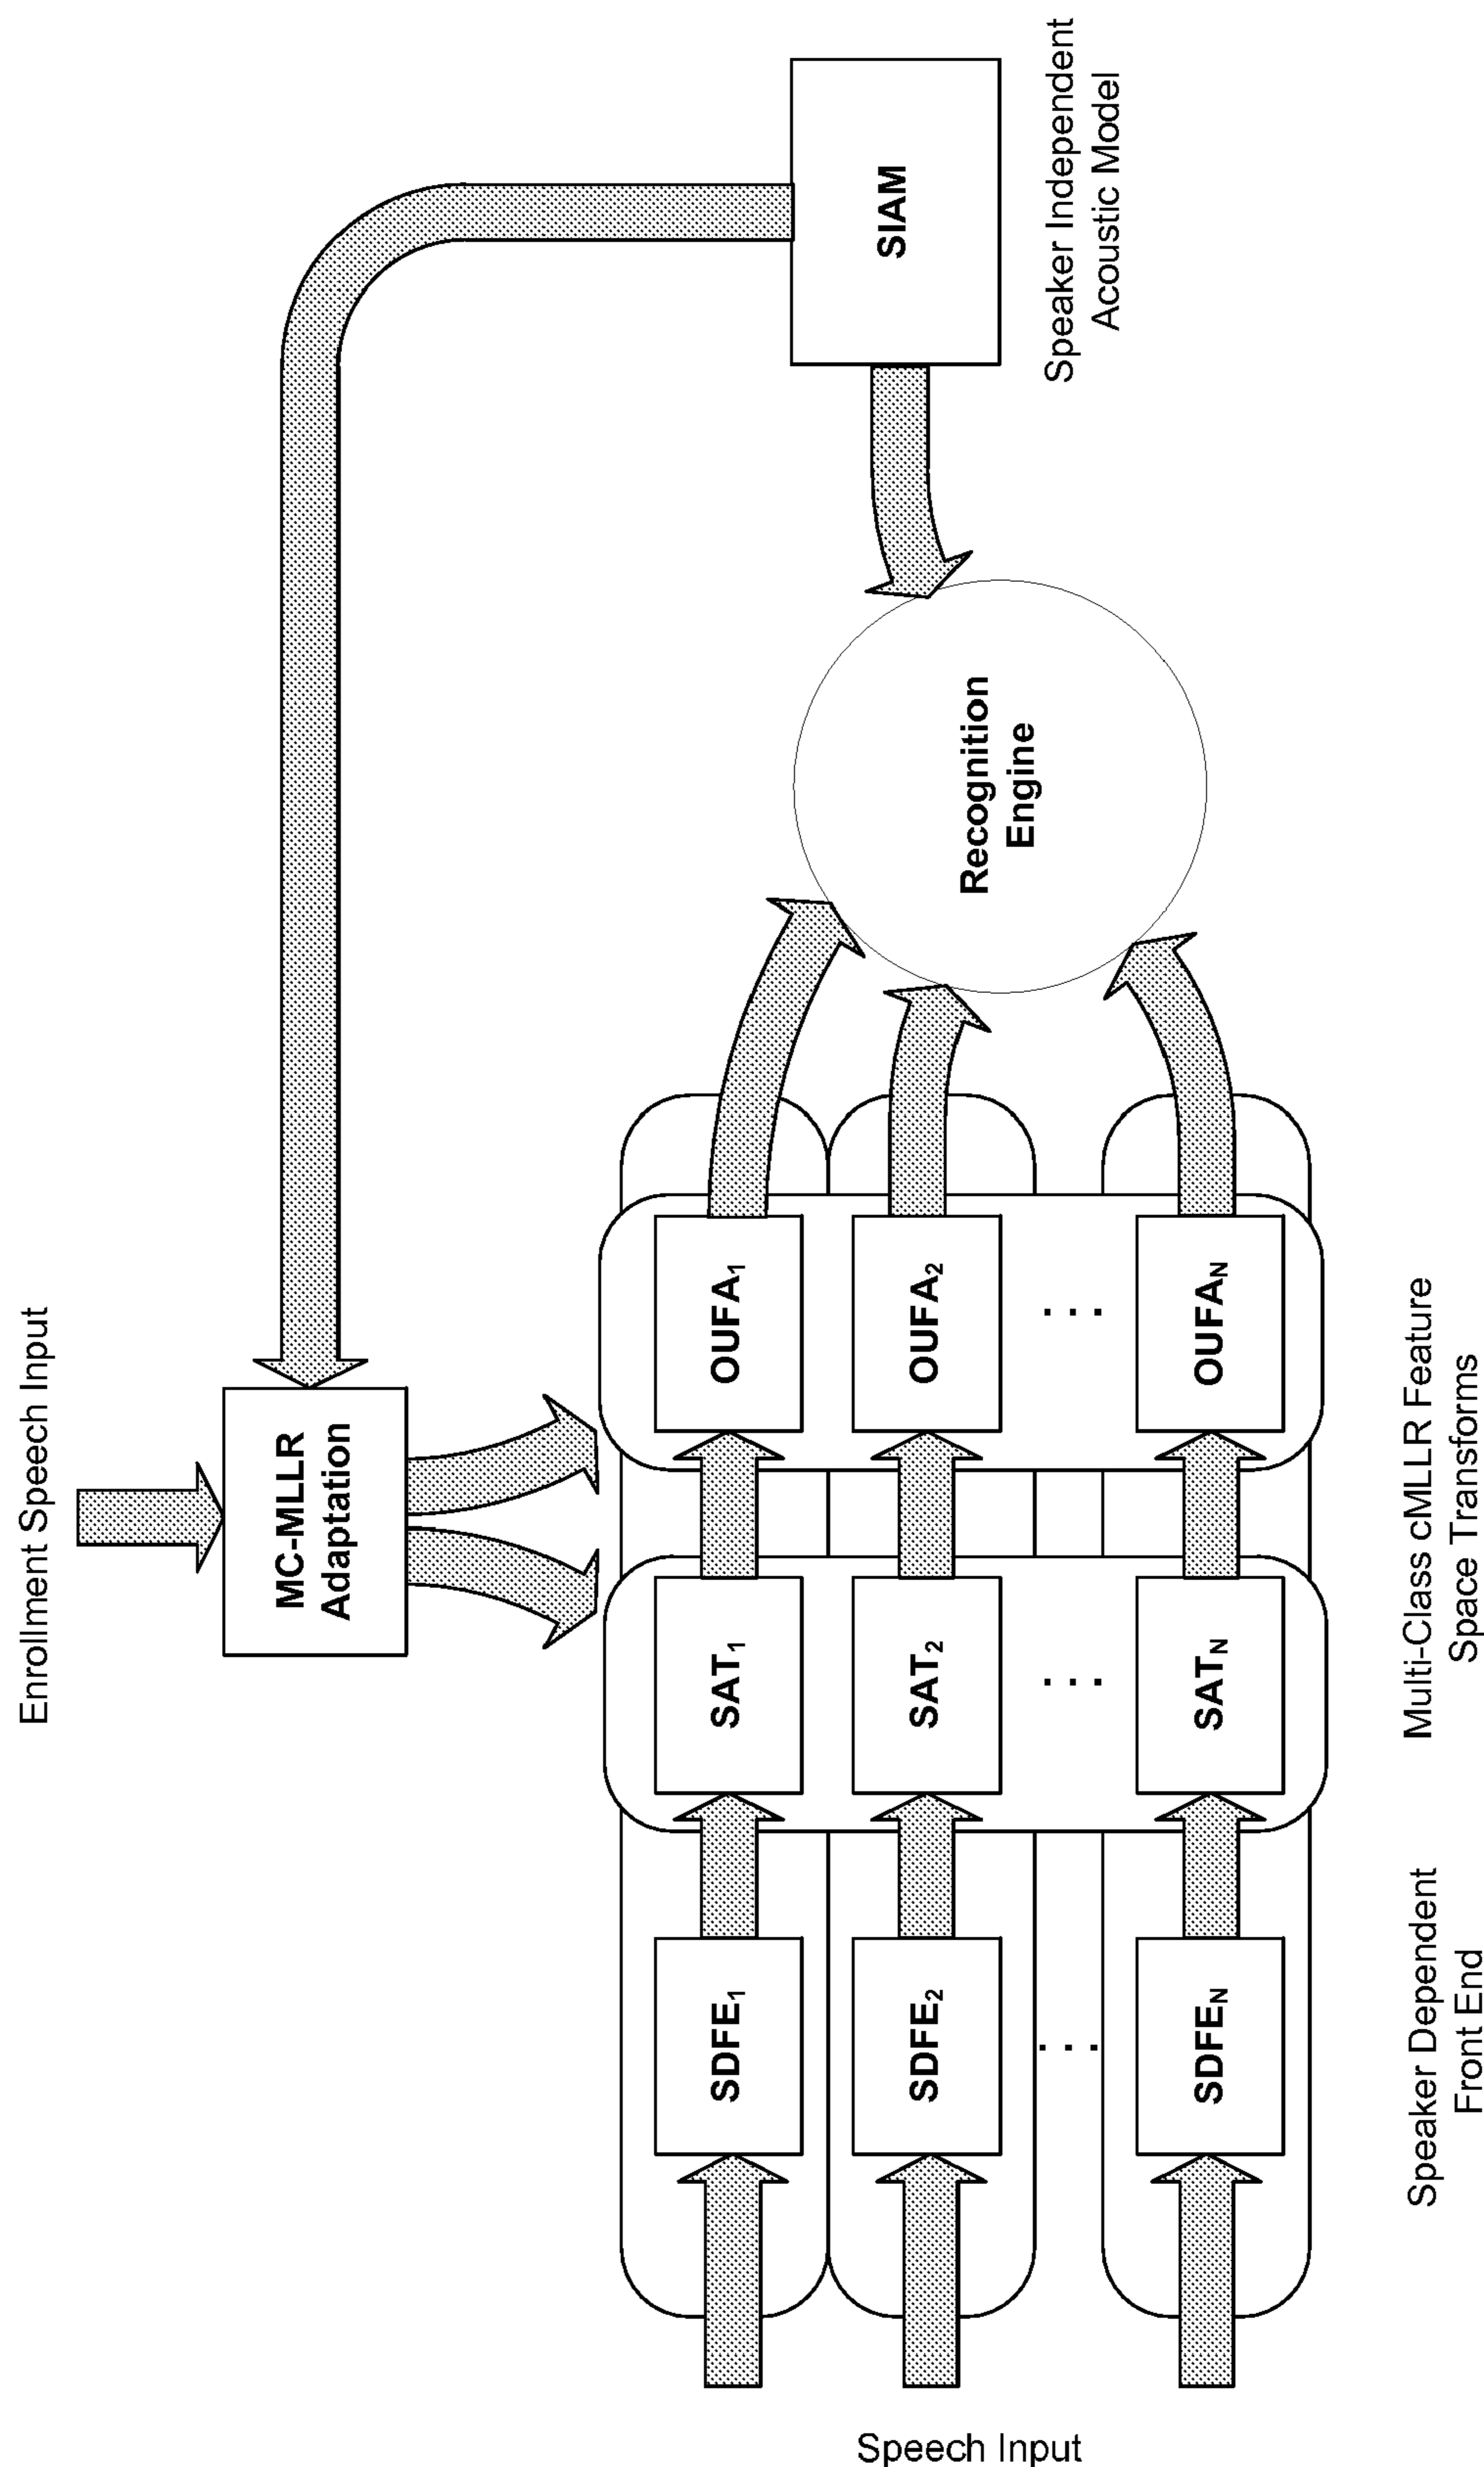 Enrollment Speech Input
MC-MLLR
Adaptation
SDFE1
SAT1
OUFA1
SDFE2
SAT2
OUFA2
. . .
. . .
. . .
SDFEN
SATN
OUFAN
Recognition
Engine
SIAM
Speaker Independent
Acoustic Model
Speech Input
Speaker Dependent
Front End
Multi-Class cMLLR Feature
Space Transforms